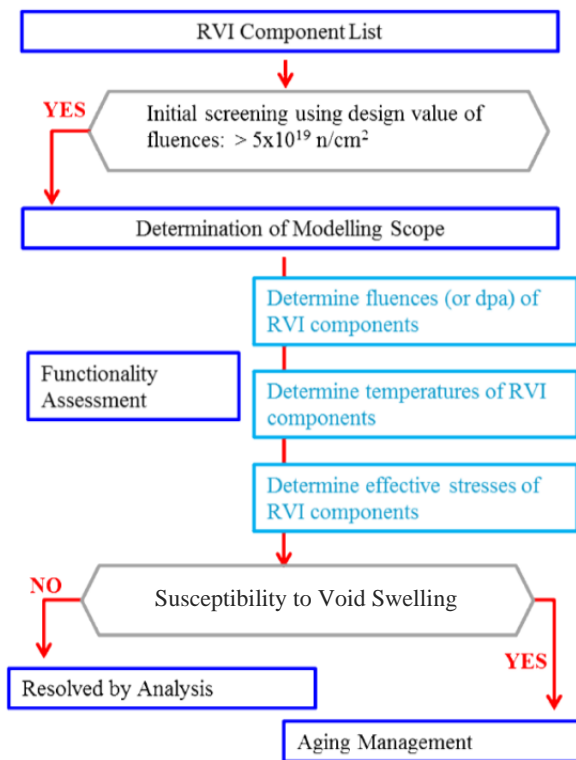 RVI Component List
YES
Initial screening using design value of
fluences: > 5x10¹⁹ n/cm²
Determination of Modelling Scope
Determine fluences (or dpa) of
RVI components
Functionality
Assessment
Determine temperatures of RVI
components
Determine effective stresses of
RVI components
NO
Susceptibility to Void Swelling
YES
Resolved by Analysis
Aging Management